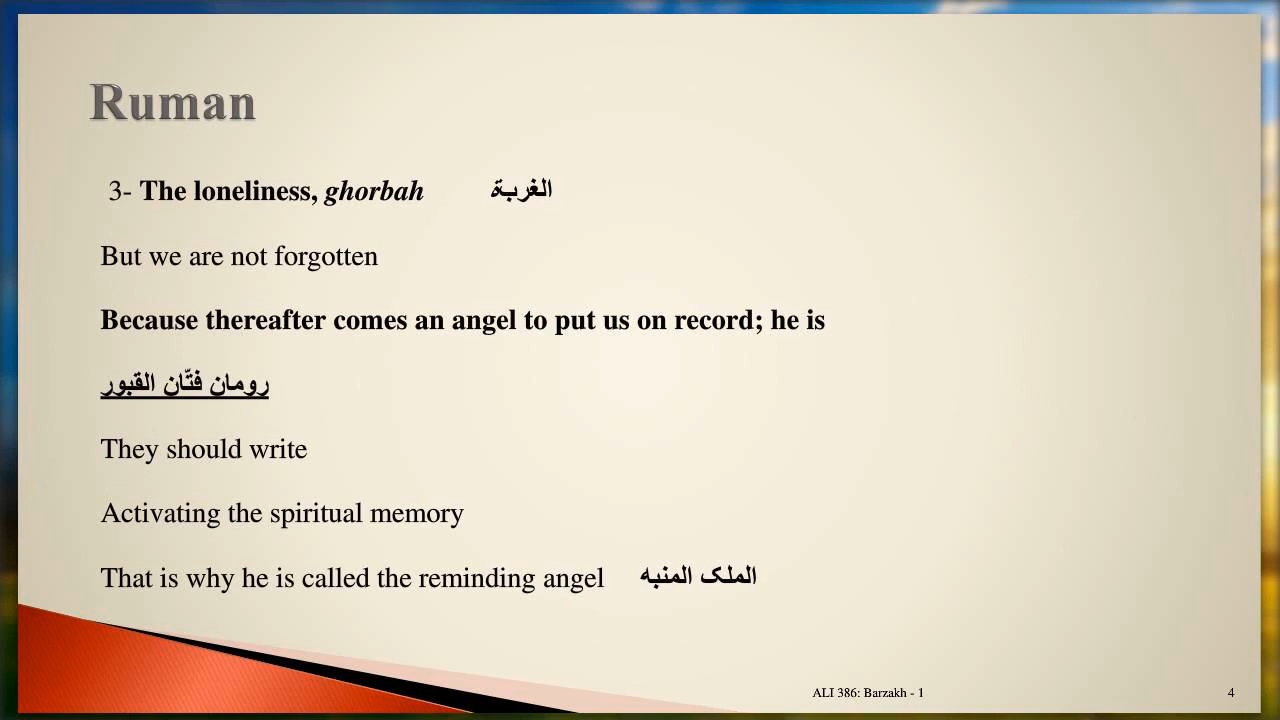 Ruman
3- The loneliness, ghorbah الغربة
But we are not forgotten
Because thereafter comes an angel to put us on record; he is
رومان فتّان القبور
They should write
Activating the spiritual memory
That is why he is called the reminding angel الملک المنبه
ALI 386: Barzakh - 1 4